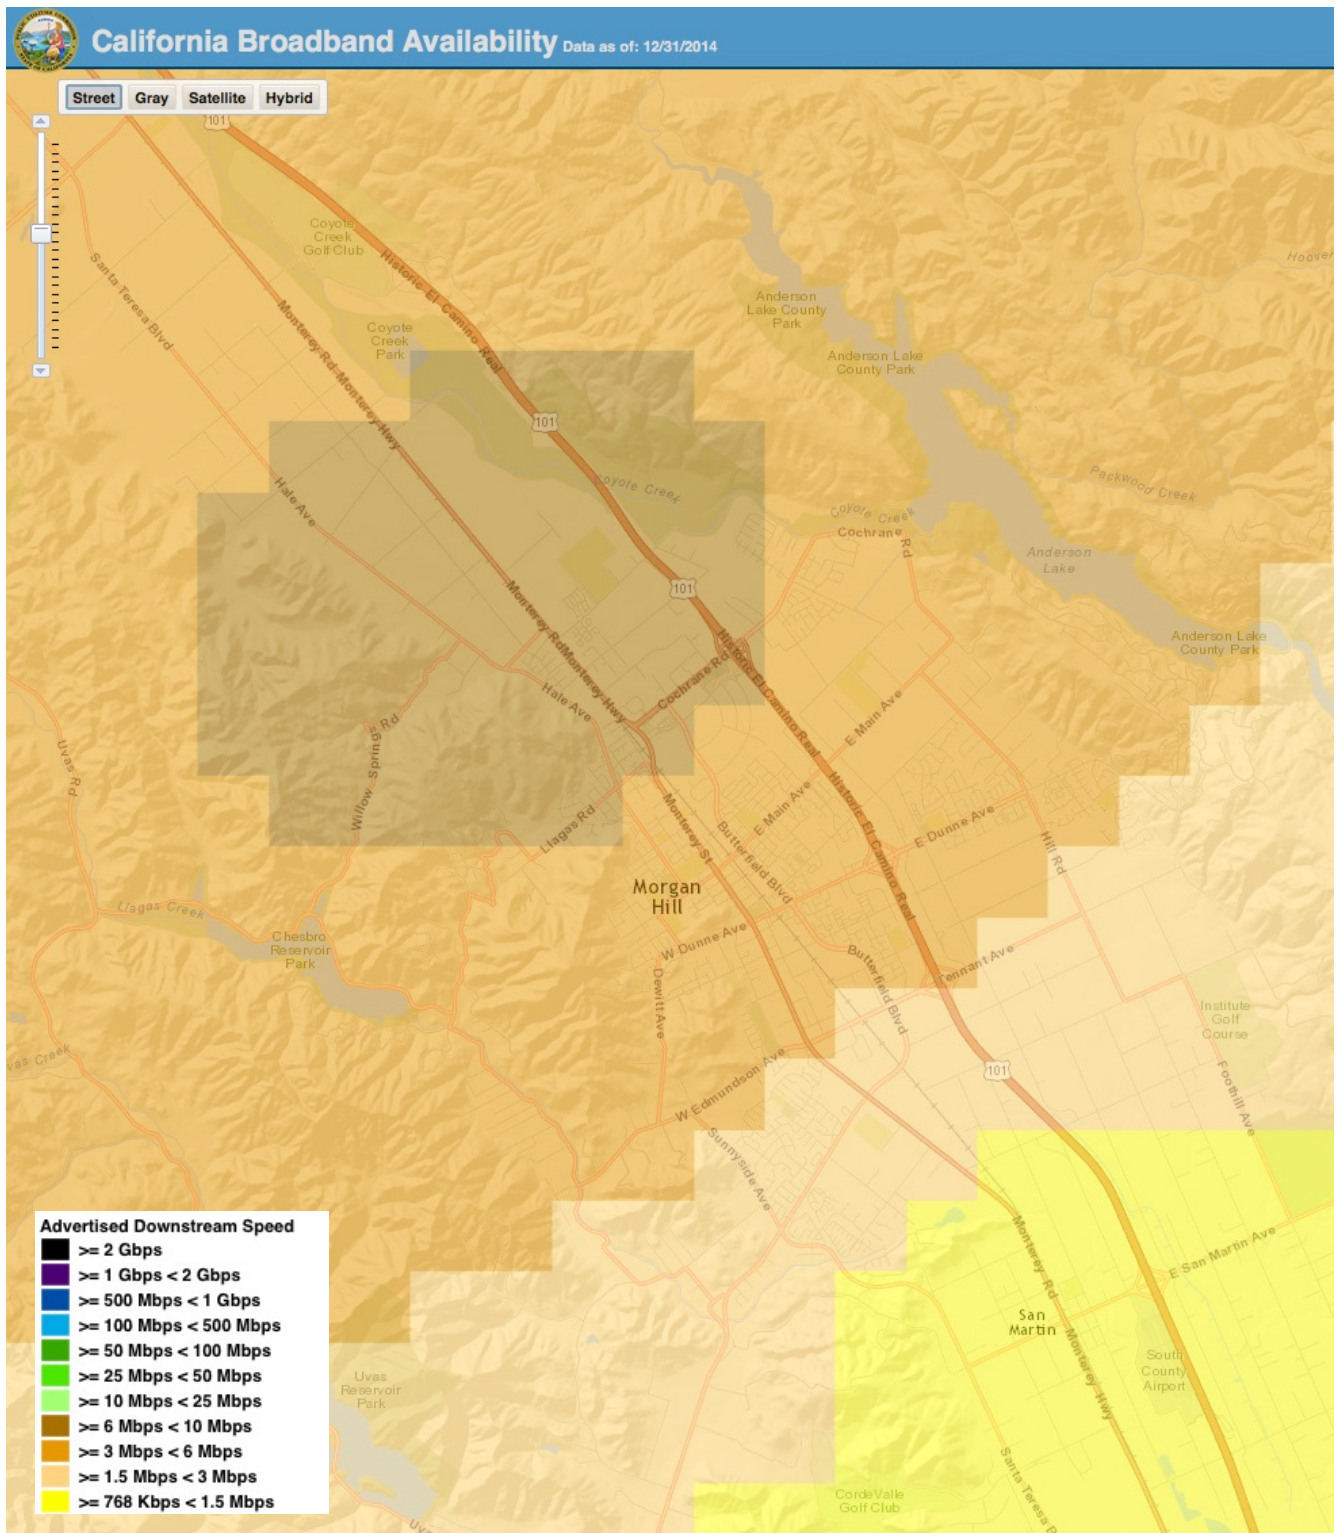 California Broadband Availability Data as of: 12/31/2014
Street Gray Satellite Hybrid
101
Coyote
Creek
Golf Club
Hoover
Santa Teresa Blvd
Historic El Camino Real
Monterey Rd
Monterey Hwy
Anderson
Lake County
Park
Coyote
Creek
Park
Anderson Lake
County Park
101
Hale Ave
Coyote Creek
Packwood Creek
Coyote Creek
Cochrane Rd
Anderson
Lake
101
Monterey Rd
Monterey Hwy
Historic El Camino Real
Anderson Lake
County Park
Cochrane Rd
Hale Ave
E Main Ave
Uvas Rd
Willow Springs Rd
Historic El Camino Real
Llagas Rd
Monterey St
E Main Ave
Butterfield Blvd
E Dunne Ave
Hill Rd
Morgan
Hill
Llagas Creek
Chesbro
Reservoir
Park
W Dunne Ave
Butterfield Blvd
Tennant Ave
Dewitt Ave
Institute
Golf
Course
vas Creek
101
W Edmundson Ave
Foothill Ave
Sunnyside Ave
Monterey Rd
E San Martin Ave
San
Martin
Monterey Hwy
South
County
Airport
Uvas
Reservoir
Park
Santa Teresa B
CordeValle
Golf Club
Uva
Advertised Downstream Speed
>= 2 Gbps
>= 1 Gbps < 2 Gbps
>= 500 Mbps < 1 Gbps
>= 100 Mbps < 500 Mbps
>= 50 Mbps < 100 Mbps
>= 25 Mbps < 50 Mbps
>= 10 Mbps < 25 Mbps
>= 6 Mbps < 10 Mbps
>= 3 Mbps < 6 Mbps
>= 1.5 Mbps < 3 Mbps
>= 768 Kbps < 1.5 Mbps